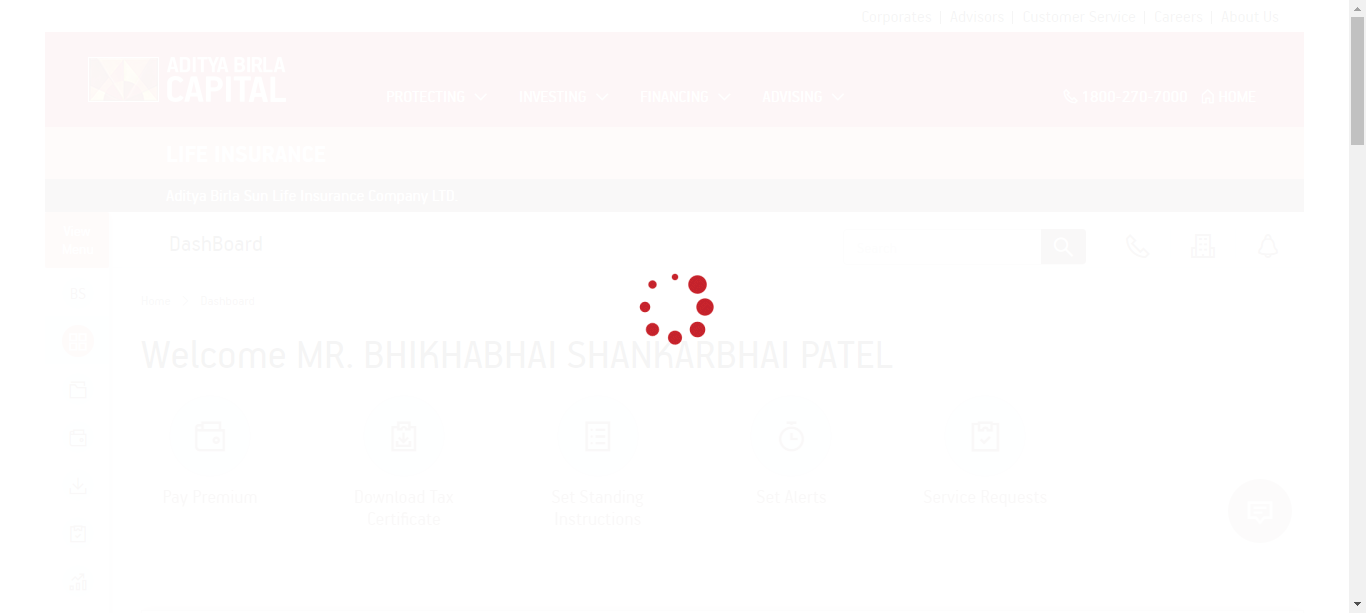 Corporates | Advisors | Customer Service | Careers | About Us
ADITYA BIRLA
CAPITAL
PROTECTING INVESTING FINANCING ADVISING 1800-270-7000 HOME
LIFE INSURANCE
Aditya Birla Sun Life Insurance Company LTD.
DashBoard
BS
Home > Dashboard
Welcome MR. BHIKHABHAI SHANKARBHAI PATEL
Pay Premium Download Tax Certificate Set Standing Instructions Set Alerts Service Requests